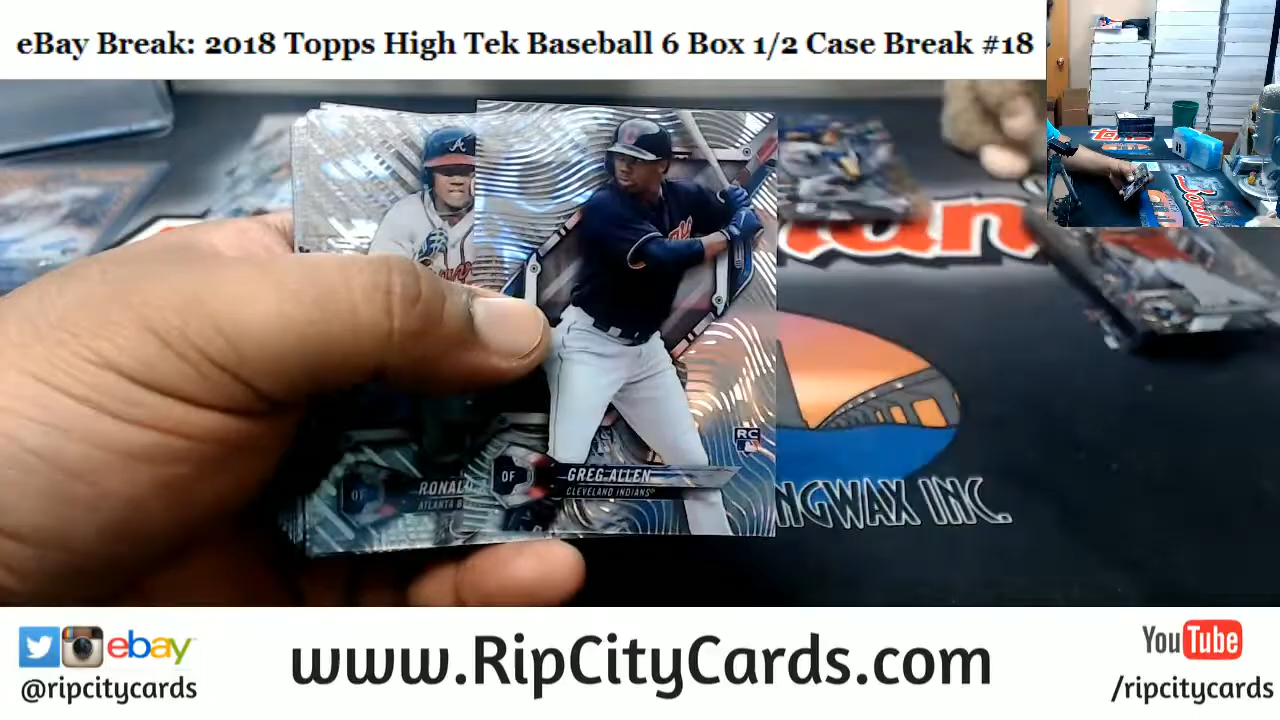 eBay Break: 2018 Topps High Tek Baseball 6 Box 1/2 Case Break #18
A
RC
OF
GREG ALLEN
CLEVELAND INDIANS
OF
RONAL
ATLANTA B
NGWAX INC.
ebay
@ripcitycards
www.RipCityCards.com
YouTube
/ripcitycards